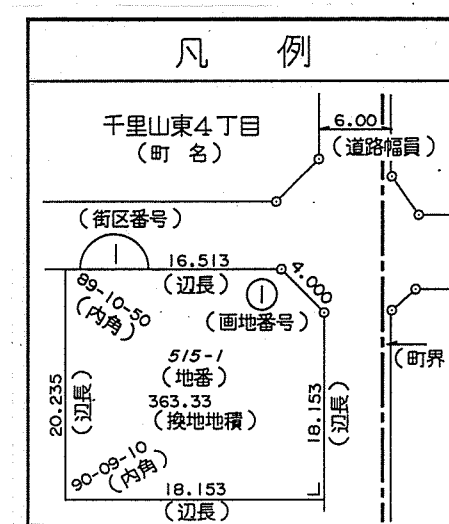 凡 例
千里山東4丁目
(町 名)
6.00
(道路幅員)
(街区番号)
1
16.513
(辺長)
4.000
89-10-50
(内角)
1
(画地番号)
(町界
515-1
(地番)
363.33
(換地地積)
20.235
(辺長)
18.153
(辺長)
90-09-10
(内角)
18.153
(辺長)